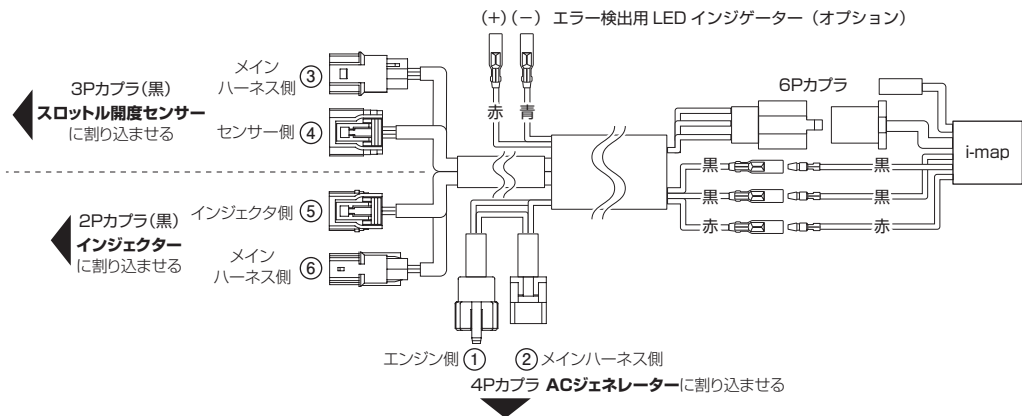 (+)(−) エラー検出用 LED インジゲーター（オプション）
メイン
ハーネス側 ③
3Pカプラ(黒)
スロットル開度センサー
に割り込ませる
センサー側 ④
赤 青
6Pカプラ
i-map
黒 黒
黒 黒
赤 赤
2Pカプラ(黒)
インジェクター
に割り込ませる
インジェクタ側 ⑤
メイン
ハーネス側 ⑥
エンジン側 ① ②メインハーネス側
4Pカプラ ACジェネレーターに割り込ませる